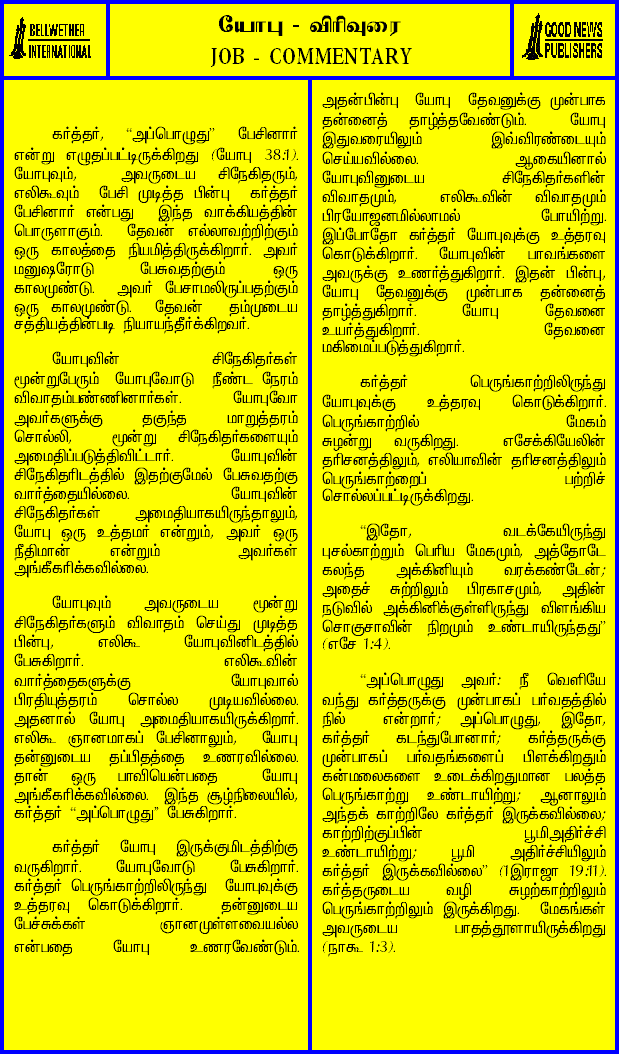 BELLWETHER
INTERNATIONAL
யோபு - விரிவுரை
JOB - COMMENTARY
GOOD NEWS
PUBLISHERS
கர்த்தர், “அப்பொழுது” பேசினார்
என்று எழுதப்பட்டிருக்கிறது (யோபு 38:1).
யோபுவும், அவருடைய சிநேகிதரும்,
எலிகூவும் பேசி முடித்த பின்பு கர்த்தர்
பேசினார் என்பது இந்த வாக்கியத்தின்
பொருளாகும். தேவன் எல்லாவற்றிற்கும்
ஒரு காலத்தை நியமித்திருக்கிறார். அவர்
மனுஷரோடு பேசுவதற்கும் ஒரு
காலமுண்டு. அவர் பேசாமலிருப்பதற்கும்
ஒரு காலமுண்டு. தேவன் தம்முடைய
சத்தியத்தின்படி நியாயந்தீர்க்கிறவர்.
யோபுவின் சிநேகிதர்கள்
மூன்றுபேரும் யோபுவோடு நீண்ட நேரம்
விவாதம்பண்ணினார்கள். யோபுவோ
அவர்களுக்கு தகுந்த மாறுத்தரம்
சொல்லி, மூன்று சிநேகிதர்களையும்
அமைதிப்படுத்திவிட்டார். யோபுவின்
சிநேகிதரிடத்தில் இதற்குமேல் பேசுவதற்கு
வார்த்தையில்லை. யோபுவின்
சிநேகிதர்கள் அமைதியாகயிருந்தாலும்,
யோபு ஒரு உத்தமர் என்றும், அவர் ஒரு
நீதிமான் என்றும் அவர்கள்
அங்கீகரிக்கவில்லை.
யோபுவும் அவருடைய மூன்று
சிநேகிதர்களும் விவாதம் செய்து முடித்த
பின்பு, எலிகூ யோபுவினிடத்தில்
பேசுகிறார். எலிகூவின்
வார்த்தைகளுக்கு யோபுவால்
பிரதியுத்தரம் சொல்ல முடியவில்லை.
அதனால் யோபு அமைதியாகயிருக்கிறார்.
எலிகூ ஞானமாகப் பேசினாலும், யோபு
தன்னுடைய தப்பிதத்தை உணரவில்லை.
தான் ஒரு பாவியென்பதை யோபு
அங்கீகரிக்கவில்லை. இந்த சூழ்நிலையில்,
கர்த்தர் “அப்பொழுது” பேசுகிறார்.
கர்த்தர் யோபு இருக்குமிடத்திற்கு
வருகிறார். யோபுவோடு பேசுகிறார்.
கர்த்தர் பெருங்காற்றிலிருந்து யோபுவுக்கு
உத்தரவு கொடுக்கிறார். தன்னுடைய
பேச்சுக்கள் ஞானமுள்ளவையல்ல
என்பதை யோபு உணரவேண்டும்.
அதன்பின்பு யோபு தேவனுக்கு முன்பாக
தன்னைத் தாழ்த்தவேண்டும். யோபு
இதுவரையிலும் இவ்விரண்டையும்
செய்யவில்லை. ஆகையினால்
யோபுவினுடைய சிநேகிதர்களின்
விவாதமும், எலிகூவின் விவாதமும்
பிரயோஜனமில்லாமல் போயிற்று.
இப்போதோ கர்த்தர் யோபுவுக்கு உத்தரவு
கொடுக்கிறார். யோபுவின் பாவங்களை
அவருக்கு உணர்த்துகிறார். இதன் பின்பு,
யோபு தேவனுக்கு முன்பாக தன்னைத்
தாழ்த்துகிறார். யோபு தேவனை
உயர்த்துகிறார். தேவனை
மகிமைப்படுத்துகிறார்.
கர்த்தர் பெருங்காற்றிலிருந்து
யோபுவுக்கு உத்தரவு கொடுக்கிறார்.
பெருங்காற்றில் மேகம்
சுழன்று வருகிறது. எசேக்கியேலின்
தரிசனத்திலும், எலியாவின் தரிசனத்திலும்
பெருங்காற்றைப் பற்றிச்
சொல்லப்பட்டிருக்கிறது.
“இதோ, வடக்கேயிருந்து
புசல்காற்றும் பெரிய மேகமும், அத்தோடே
கலந்த அக்கினியும் வரக்கண்டேன்;
அதைச் சுற்றிலும் பிரகாசமும், அதின்
நடுவில் அக்கினிக்குள்ளிருந்து விளங்கிய
சொகுசாவின் நிறமும் உண்டாயிருந்தது”
(எசே 1:4).
“அப்பொழுது அவர்: நீ வெளியே
வந்து கர்த்தருக்கு முன்பாகப் பர்வதத்தில்
நில் என்றார்; அப்பொழுது, இதோ,
கர்த்தர் கடந்துபோனார்; கர்த்தருக்கு
முன்பாகப் பர்வதங்களைப் பிளக்கிறதும்
கன்மலைகளை உடைக்கிறதுமான பலத்த
பெருங்காற்று உண்டாயிற்று; ஆனாலும்
அந்தக் காற்றிலே கர்த்தர் இருக்கவில்லை;
காற்றிற்குப்பின் பூமிஅதிர்ச்சி
உண்டாயிற்று; பூமி அதிர்ச்சியிலும்
கர்த்தர் இருக்கவில்லை” (1இராஜா 19:11).
கர்த்தருடைய வழி சுழற்காற்றிலும்
பெருங்காற்றிலும் இருக்கிறது. மேகங்கள்
அவருடைய பாதத்தூளாயிருக்கிறது
(நாகூ 1:3).